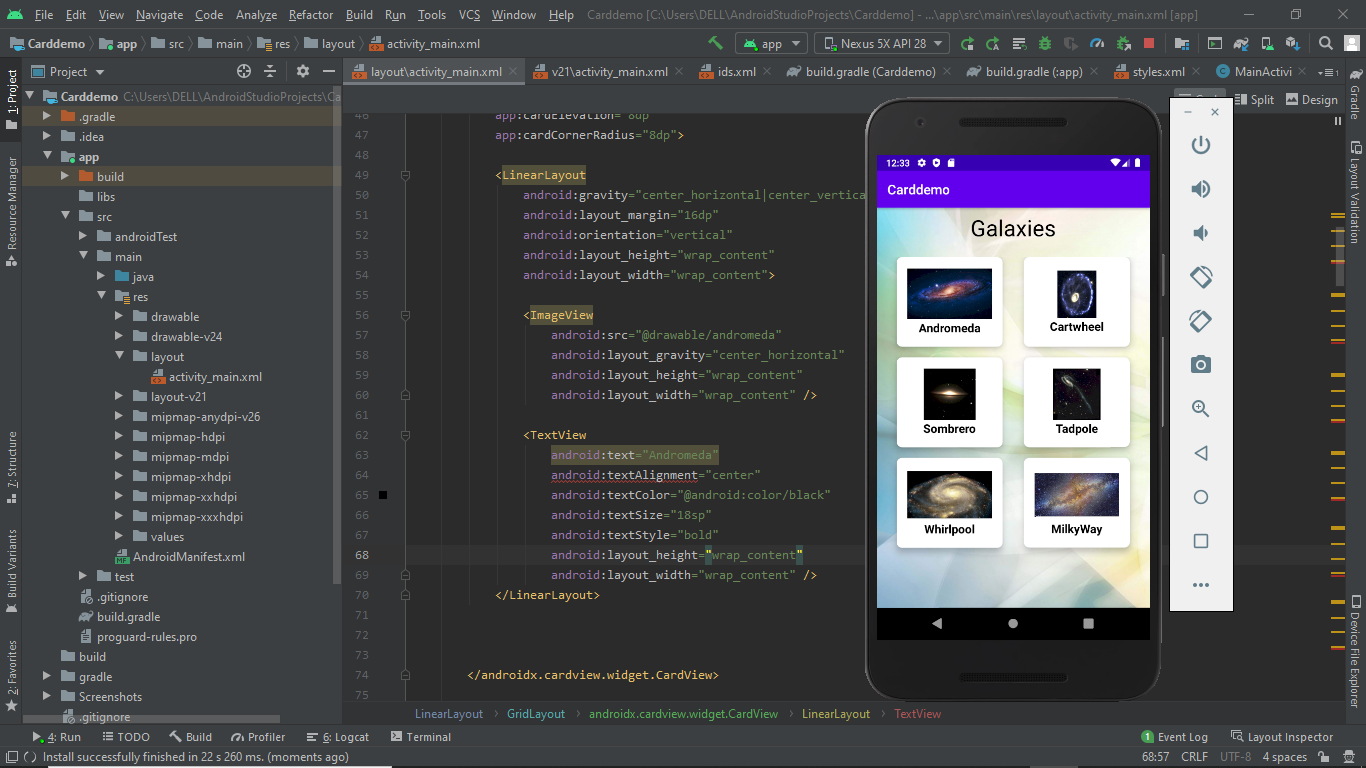 File Edit View Navigate Code Analyze Refactor Build Run Tools VCS Window Help Carddemo [C:\Users\DELL\AndroidStudioProjects\Carddemo] - ...\app\src\main\res\layout\activity_main.xml [app]
Carddemo app src main res layout activity_main.xml app Nexus 5X API 28
Project layout\activity_main.xml v21\activity_main.xml ids.xml build.gradle (Carddemo) build.gradle (:app) styles.xml MainActivi
Split Design
1: Project
Resource Manager
7: Structure
Build Variants
2: Favorites
Carddemo C:\Users\DELL\AndroidStudioProjects\Ca
.gradle
.idea
app
build
libs
src
androidTest
main
java
res
drawable
drawable-v24
layout
activity_main.xml
layout-v21
mipmap-anydpi-v26
mipmap-hdpi
mipmap-mdpi
mipmap-xhdpi
mipmap-xxhdpi
mipmap-xxxhdpi
values
AndroidManifest.xml
test
.gitignore
build.gradle
proguard-rules.pro
build
gradle
Screenshots
.gitignore
46 app:cardElevation="8dp"
47 app:cardCornerRadius="8dp">
48
49 <LinearLayout
50 android:gravity="center_horizontal|center_vertica
51 android:layout_margin="16dp"
52 android:orientation="vertical"
53 android:layout_height="wrap_content"
54 android:layout_width="wrap_content">
55
56 <ImageView
57 android:src="@drawable/andromeda"
58 android:layout_gravity="center_horizontal"
59 android:layout_height="wrap_content"
60 android:layout_width="wrap_content" />
61
62 <TextView
63 android:text="Andromeda"
64 android:textAlignment="center"
65 android:textColor="@android:color/black"
66 android:textSize="18sp"
67 android:textStyle="bold"
68 android:layout_height="wrap_content"
69 android:layout_width="wrap_content" />
70 </LinearLayout>
71
72
73
74 </androidx.cardview.widget.CardView>
75
LinearLayout GridLayout androidx.cardview.widget.CardView LinearLayout TextView
12:33
Carddemo
Galaxies
Andromeda Cartwheel
Sombrero Tadpole
Whirlpool MilkyWay
Gradle
Layout Validation
Device File Explorer
4: Run TODO Build Profiler 6: Logcat Terminal 1 Event Log Layout Inspector
Install successfully finished in 22 s 260 ms. (moments ago) 68:57 CRLF UTF-8 4 spaces